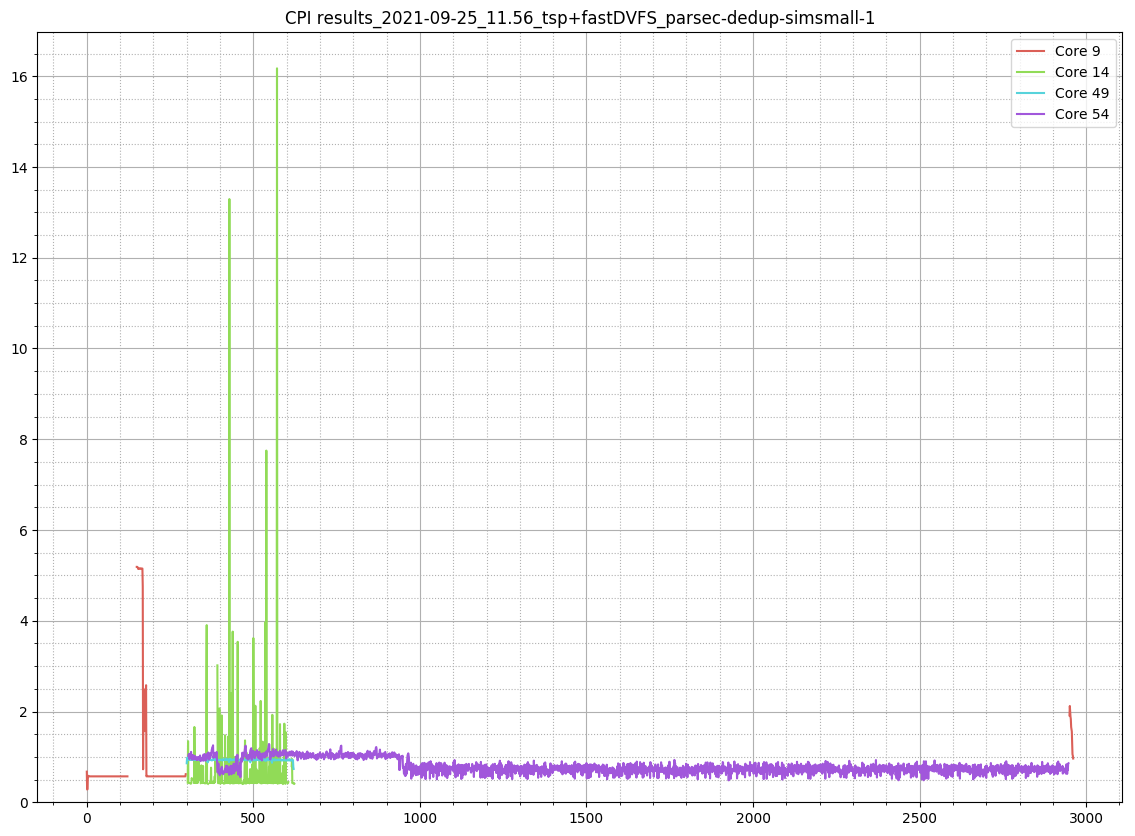 CPI results_2021-09-25_11.56_tsp+fastDVFS_parsec-dedup-simsmall-1
Core 9
Core 14
Core 49
Core 54
16
14
12
10
8
6
4
2
0
0 500 1000 1500 2000 2500 3000